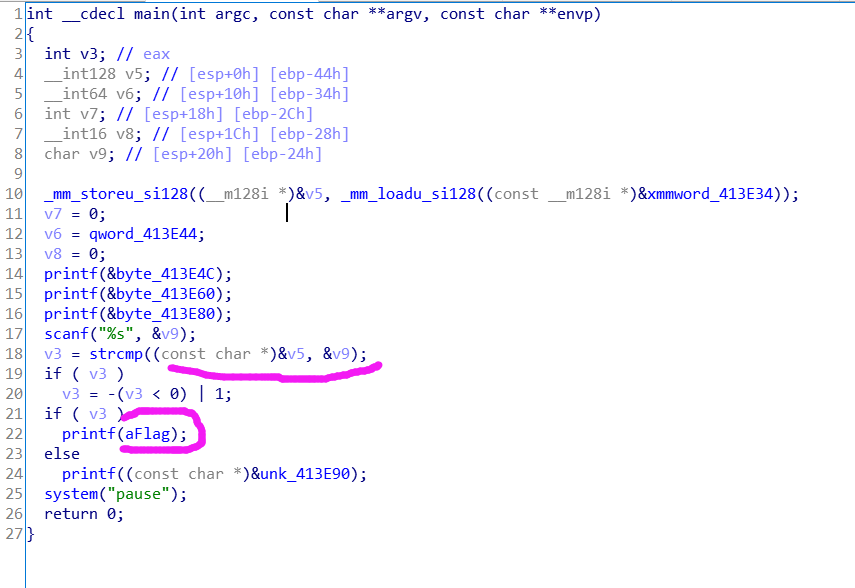 1 int __cdecl main(int argc, const char **argv, const char **envp)
2 {
3 int v3; // eax
4 __int128 v5; // [esp+0h] [ebp-44h]
5 __int64 v6; // [esp+10h] [ebp-34h]
6 int v7; // [esp+18h] [ebp-2Ch]
7 __int16 v8; // [esp+1Ch] [ebp-28h]
8 char v9; // [esp+20h] [ebp-24h]
9
10 _mm_storeu_si128((__m128i *)&v5, _mm_loadu_si128((const __m128i *)&xmmword_413E34));
11 v7 = 0;
12 v6 = qword_413E44;
13 v8 = 0;
14 printf(&byte_413E4C);
15 printf(&byte_413E60);
16 printf(&byte_413E80);
17 scanf("%s", &v9);
18 v3 = strcmp((const char *)&v5, &v9);
19 if ( v3 )
20 v3 = -(v3 < 0) | 1;
21 if ( v3 )
22 printf(aFlag);
23 else
24 printf((const char *)&unk_413E90);
25 system("pause");
26 return 0;
27 }